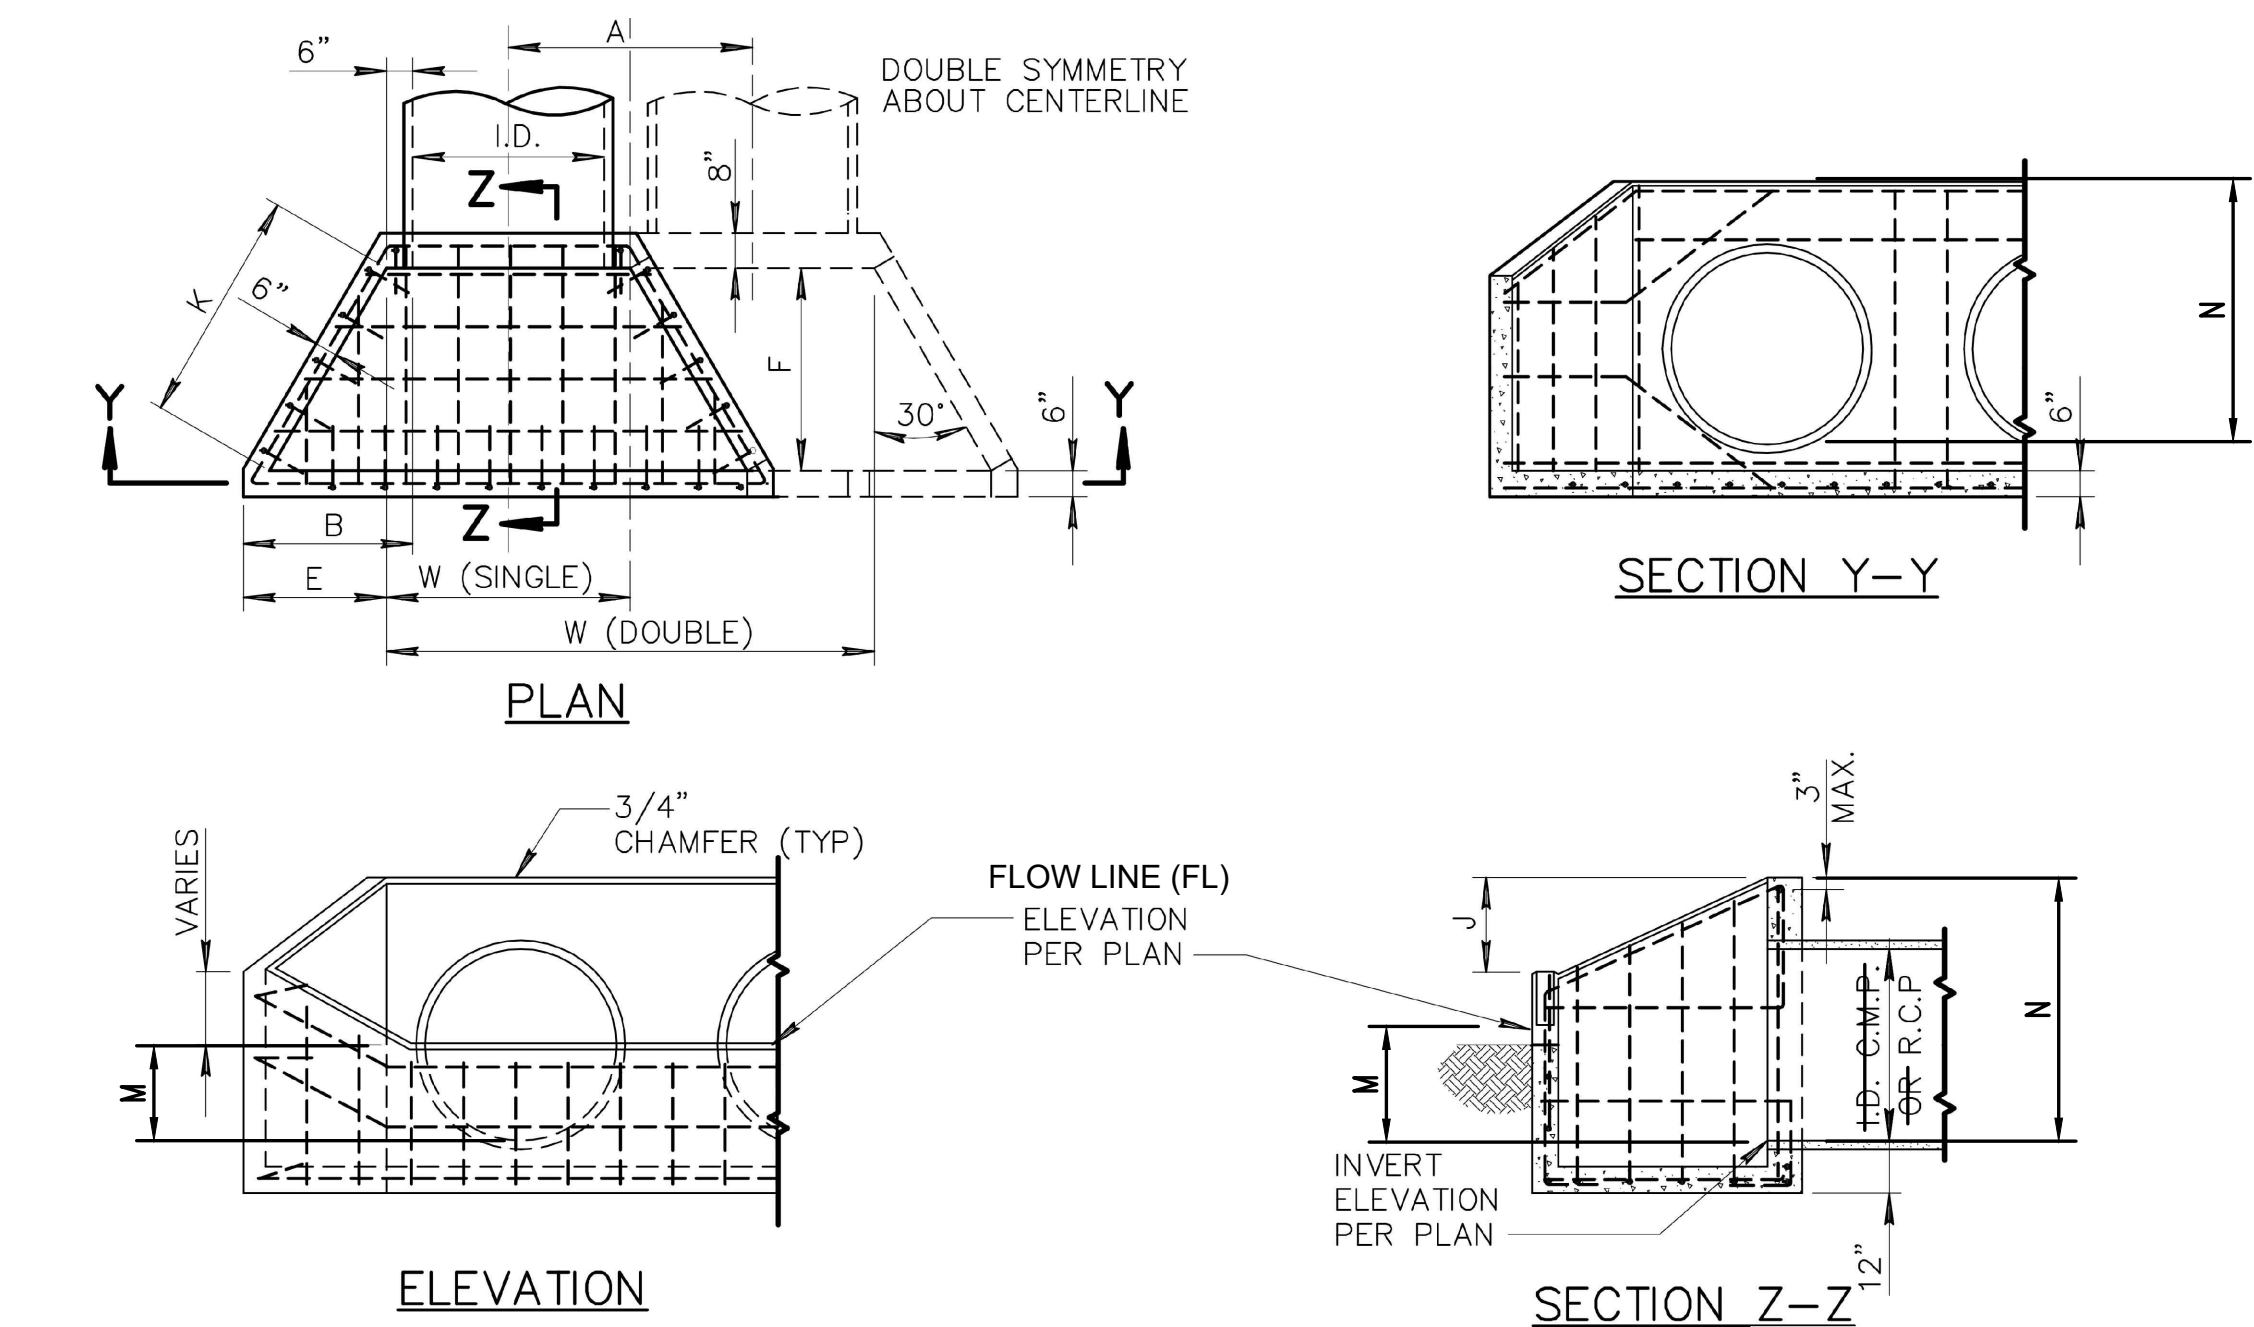 6”
A
DOUBLE SYMMETRY
ABOUT CENTERLINE
I.D.
8”
Z
K
6”
F
Y
30°
6”
Y
Z
B
E
W (SINGLE)
W (DOUBLE)
PLAN
N
6”
SECTION Y–Y
VARIES
3/4”
CHAMFER (TYP)
M
ELEVATION
FLOW LINE (FL)
ELEVATION
PER PLAN
3”
MAX.
J
M
I.D. C.M.P.
OR R.C.P
N
INVERT
ELEVATION
PER PLAN
12”
SECTION Z–Z